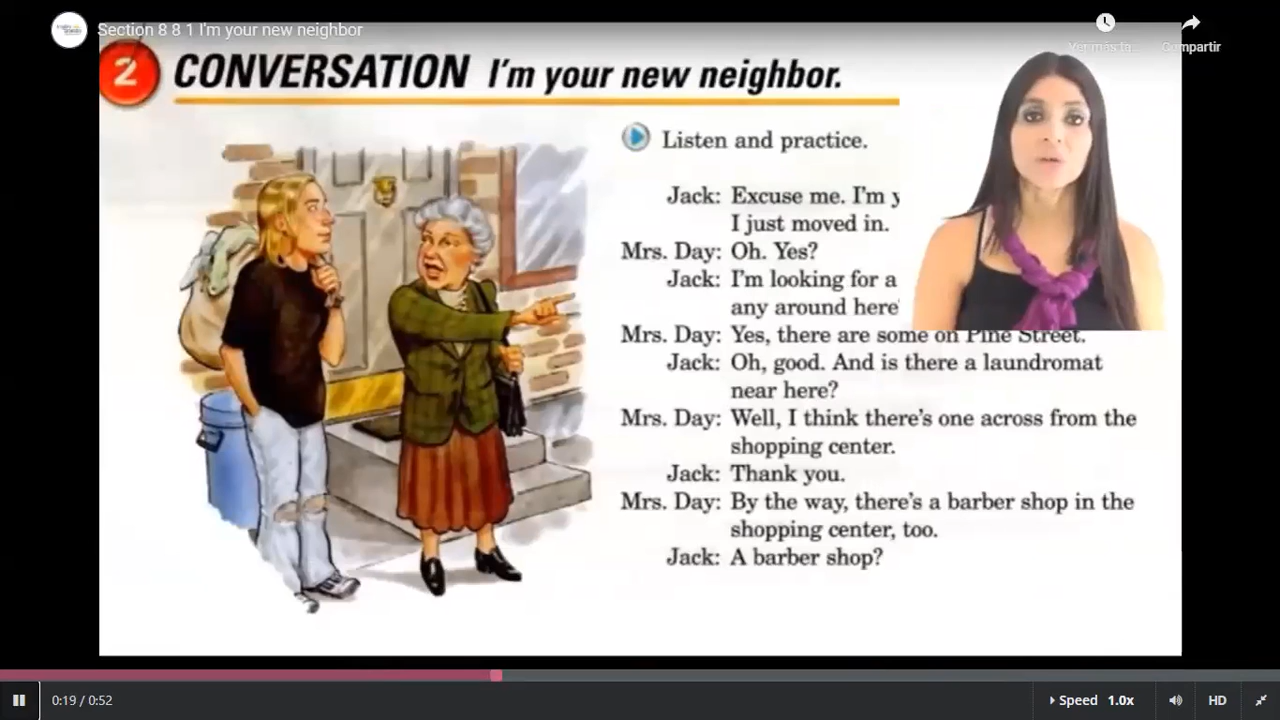 Section 8 8 1 I'm your new neighbor
Ver más ta...
Compartir
2 CONVERSATION I'm your new neighbor.
Listen and practice.
Jack: Excuse me. I'm
I just moved in.
Mrs. Day: Oh. Yes?
Jack: I'm looking for a
any around here
Mrs. Day: Yes, there are some on Pine Street.
Jack: Oh, good. And is there a laundromat
near here?
Mrs. Day: Well, I think there's one across from the
shopping center.
Jack: Thank you.
Mrs. Day: By the way, there's a barber shop in the
shopping center, too.
Jack: A barber shop?
0:19 / 0:52
Speed 1.0x
HD